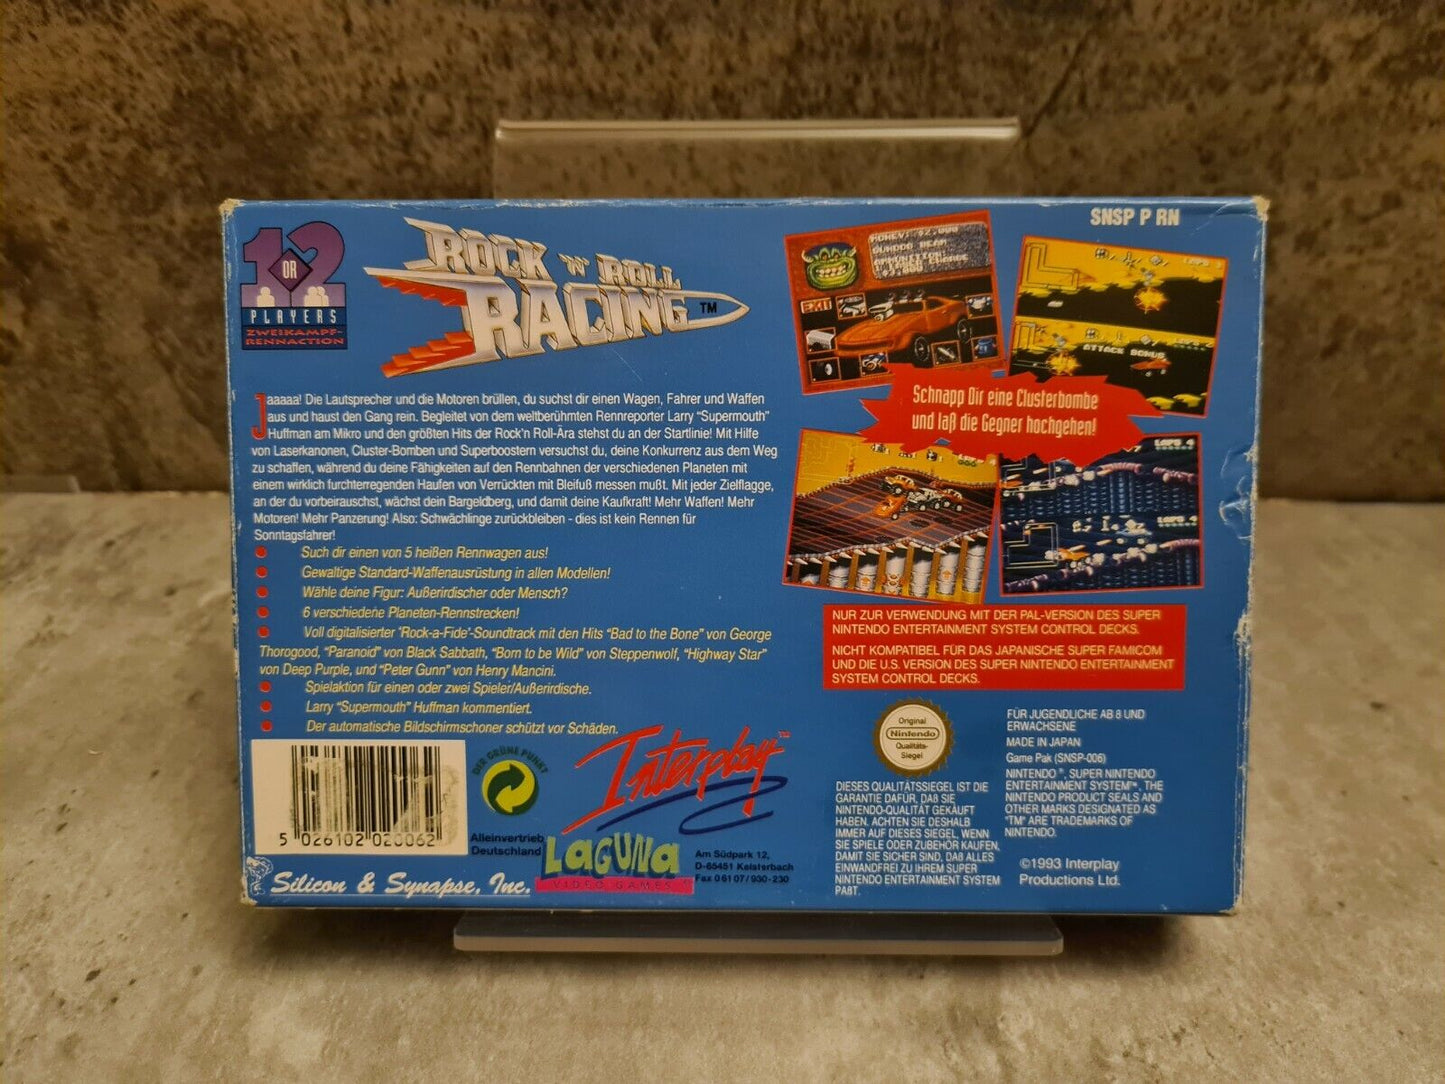 1 OR 2
PLAYERS
ZWEIKAMPF-
RENNACTION
ROCK 'N' ROLL
RACING™
SNSP P RN
Jaaaaa! Die Lautsprecher und die Motoren brüllen, du suchst dir einen Wagen, Fahrer und Waffen
aus und haust den Gang rein. Begleitet von dem weltberühmten Rennreporter Larry "Supermouth"
Huffman am Mikro und den größten Hits der Rock'n Roll-Ära stehst du an der Startlinie! Mit Hilfe
von Laserkanonen, Cluster-Bomben und Superboostern versuchst du, deine Konkurrenz aus dem Weg
zu schaffen, während du deine Fähigkeiten auf den Rennbahnen der verschiedenen Planeten mit
einem wirklich furchterregenden Haufen von Verrückten mit Bleifuß messen mußt. Mit jeder Zielflagge,
an der du vorbeirauschst, wächst dein Bargeldberg, und damit deine Kaufkraft! Mehr Waffen! Mehr
Motoren! Mehr Panzerung! Also: Schwächlinge zurückbleiben - dies ist kein Rennen für
Sonntagsfahrer!
Such dir einen von 5 heißen Rennwagen aus!
Gewaltige Standard-Waffenausrüstung in allen Modellen!
Wähle deine Figur: Außerirdischer oder Mensch?
6 verschiedene Planeten-Rennstrecken!
Voll digitalisierter 'Rock-a-Fide'-Soundtrack mit den Hits "Bad to the Bone" von George
Thorogood, "Paranoid" von Black Sabbath, "Born to be Wild" von Steppenwolf, "Highway Star"
von Deep Purple, und "Peter Gunn" von Henry Mancini.
Spielaktion für einen oder zwei Spieler/Außerirdische.
Larry "Supermouth" Huffman kommentiert.
Der automatische Bildschirmschoner schützt vor Schäden.
MONEY: $2,000
EXIT
LAPS
ATTACK BONUS
Schnapp Dir eine Clusterbombe
und laß die Gegner hochgehen!
LAPS 4
LAPS 4
NUR ZUR VERWENDUNG MIT DER PAL-VERSION DES SUPER
NINTENDO ENTERTAINMENT SYSTEM CONTROL DECKS.
NICHT KOMPATIBEL FÜR DAS JAPANISCHE SUPER FAMICOM
UND DIE U.S. VERSION DES SUPER NINTENDO ENTERTAINMENT
SYSTEM CONTROL DECKS.
5 026102 020062
DER GRÜNE PUNKT
Interplay™
Alleinvertrieb
Deutschland
LAGUNA
VIDEO GAMES
Am Südpark 12,
D-65451 Kelsterbach
Fax 0 61 07 / 930-230
Silicon & Synapse, Inc.
Original
Nintendo
Qualitäts-
Siegel
DIESES QUALITÄTSSIEGEL IST DIE
GARANTIE DAFÜR, DAß SIE
NINTENDO-QUALITÄT GEKAUFT
HABEN. ACHTEN SIE DESHALB
IMMER AUF DIESES SIEGEL, WENN
SIE SPIELE ODER ZUBEHÖR KAUFEN,
DAMIT SIE SICHER SIND, DAß ALLES
EINWANDFREI ZU IHREM SUPER
NINTENDO ENTERTAINMENT SYSTEM
PAßT.
FÜR JUGENDLICHE AB 8 UND
ERWACHSENE
MADE IN JAPAN
Game Pak (SNSP-006)
NINTENDO®, SUPER NINTENDO
ENTERTAINMENT SYSTEM™, THE
NINTENDO PRODUCT SEALS AND
OTHER MARKS DESIGNATED AS
"TM" ARE TRADEMARKS OF
NINTENDO.
©1993 Interplay
Productions Ltd.